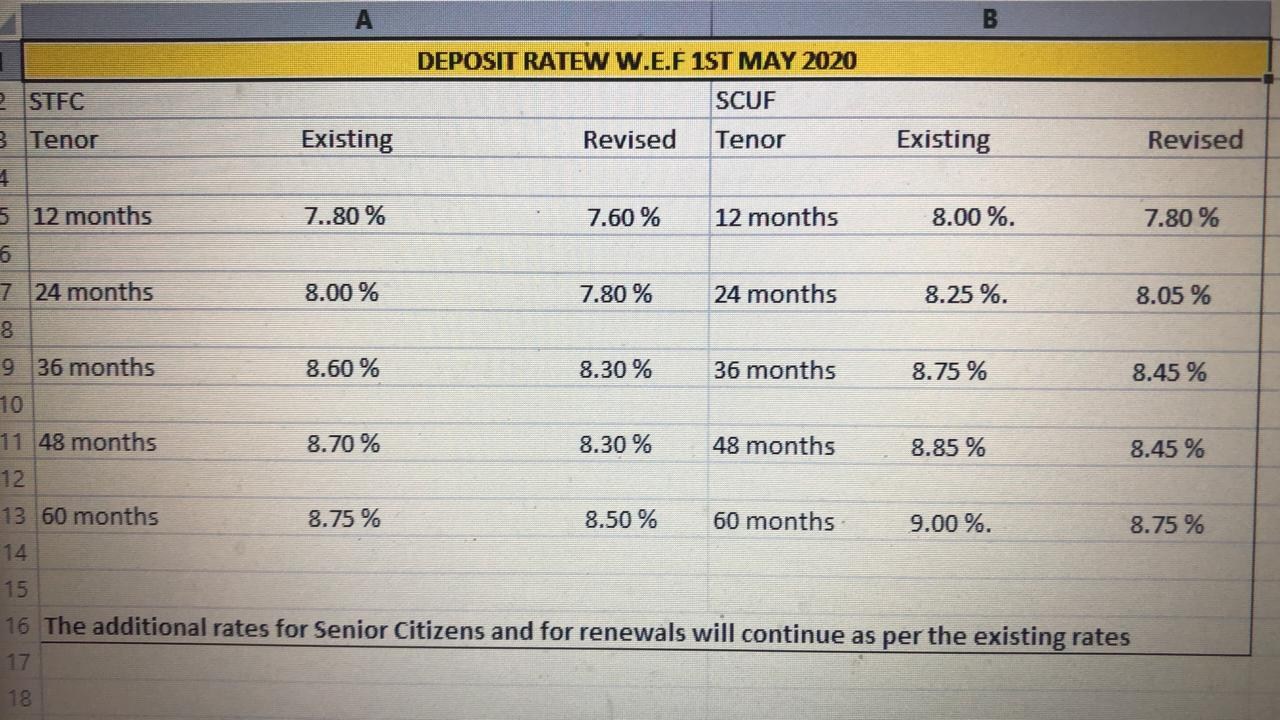 A B
1 DEPOSIT RATEW W.E.F 1ST MAY 2020
2 STFC SCUF
3 Tenor Existing Revised Tenor Existing Revised
4
5 12 months 7..80 % 7.60 % 12 months 8.00 %. 7.80 %
6
7 24 months 8.00 % 7.80 % 24 months 8.25 %. 8.05 %
8
9 36 months 8.60 % 8.30 % 36 months 8.75 % 8.45 %
10
11 48 months 8.70 % 8.30 % 48 months 8.85 % 8.45 %
12
13 60 months 8.75 % 8.50 % 60 months 9.00 %. 8.75 %
14
15
16 The additional rates for Senior Citizens and for renewals will continue as per the existing rates
17
18